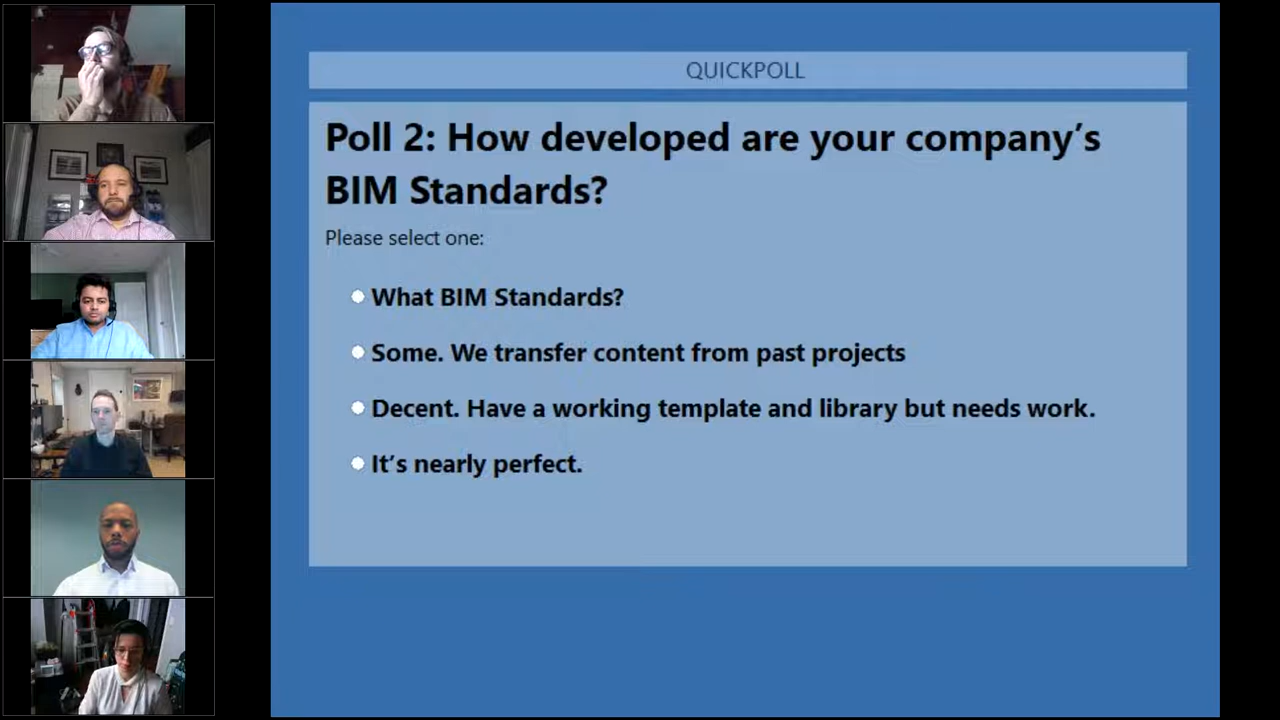 QUICKPOLL
Poll 2: How developed are your company’s
BIM Standards?
Please select one:
What BIM Standards?
Some. We transfer content from past projects
Decent. Have a working template and library but needs work.
It’s nearly perfect.